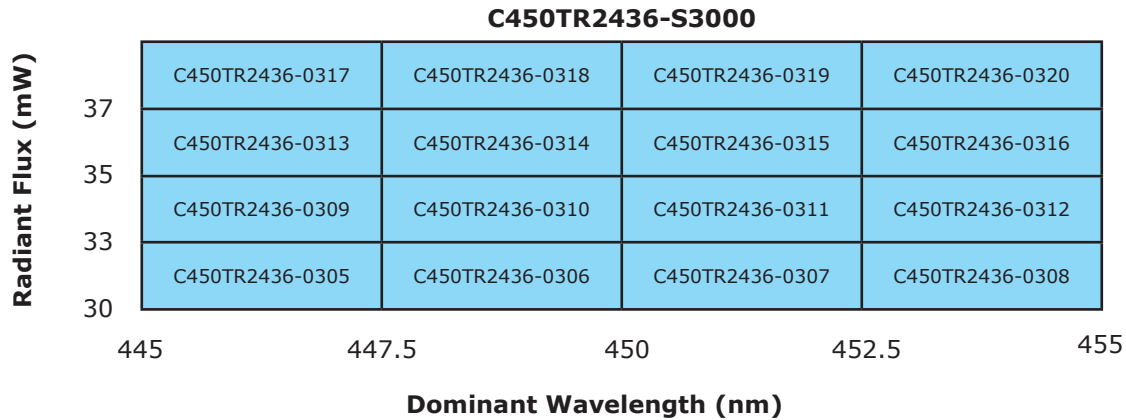 C450TR2436-S3000
Radiant Flux (mW)
C450TR2436-0317 C450TR2436-0318 C450TR2436-0319 C450TR2436-0320
37
C450TR2436-0313 C450TR2436-0314 C450TR2436-0315 C450TR2436-0316
35
C450TR2436-0309 C450TR2436-0310 C450TR2436-0311 C450TR2436-0312
33
C450TR2436-0305 C450TR2436-0306 C450TR2436-0307 C450TR2436-0308
30
445 447.5 450 452.5 455
Dominant Wavelength (nm)